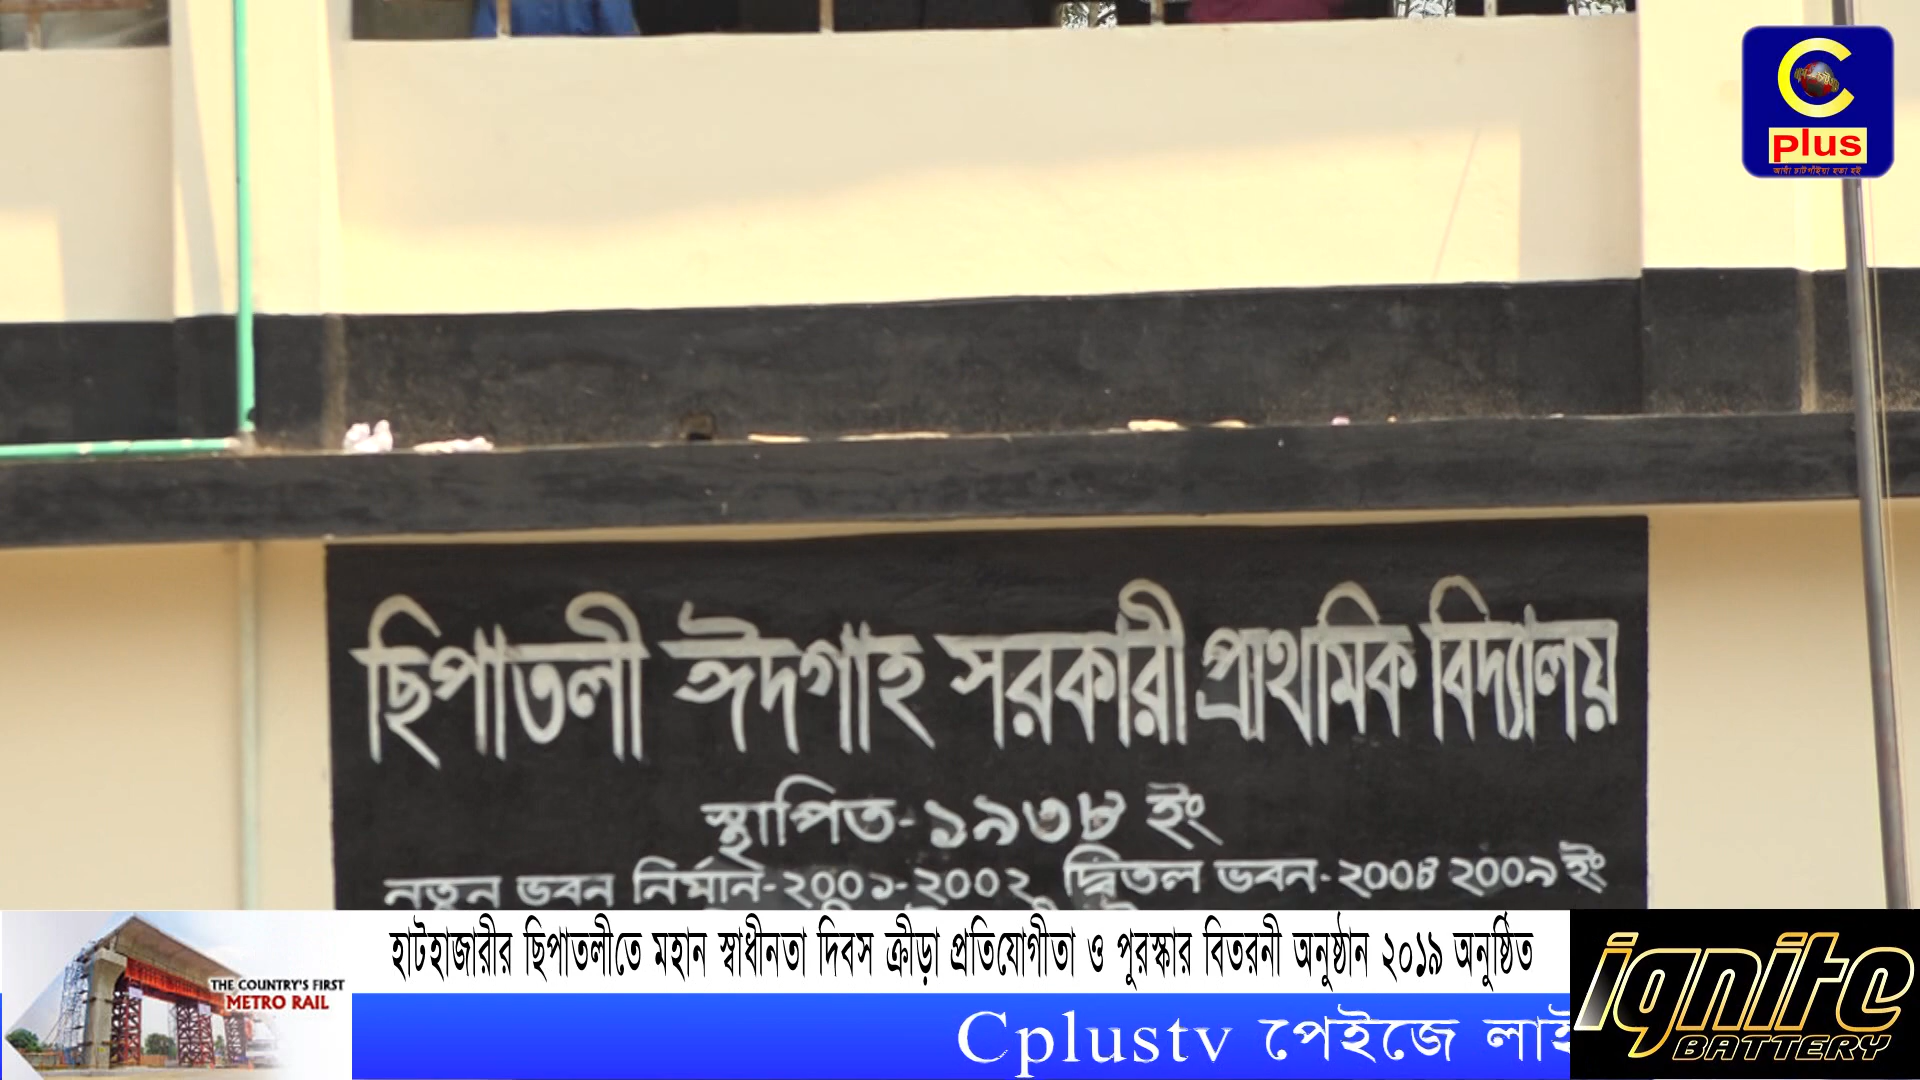 C
plus
ছিপাতলী ঈদগাহ সরকারী প্রাথমিক বিদ্যালয়
স্থাপিত-১৯৩৮ ইং
নতুন ভবন নির্মান-২০০১-২০০২ দ্বিতল ভবন-২০০৪ ২০০৯ ইং
হাটহাজারীর ছিপাতলীতে মহান স্বাধীনতা দিবস ক্রীড়া প্রতিযোগীতা ও পুরস্কার বিতরনী অনুষ্ঠান ২০১৯ অনুষ্ঠিত
THE COUNTRY'S FIRST
METRO RAIL
Cplustv পেইজে লাই
ignite
BATTERY